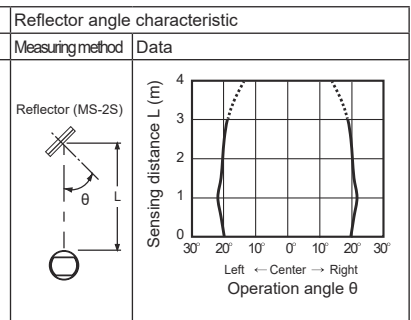 Reflector angle characteristic
Measuring method Data
Reflector (MS-2S)
θ
L
Sensing distance L (m)
4
3
2
1
0
30° 20° 10° 0° 10° 20° 30°
Left ← Center → Right
Operation angle θ